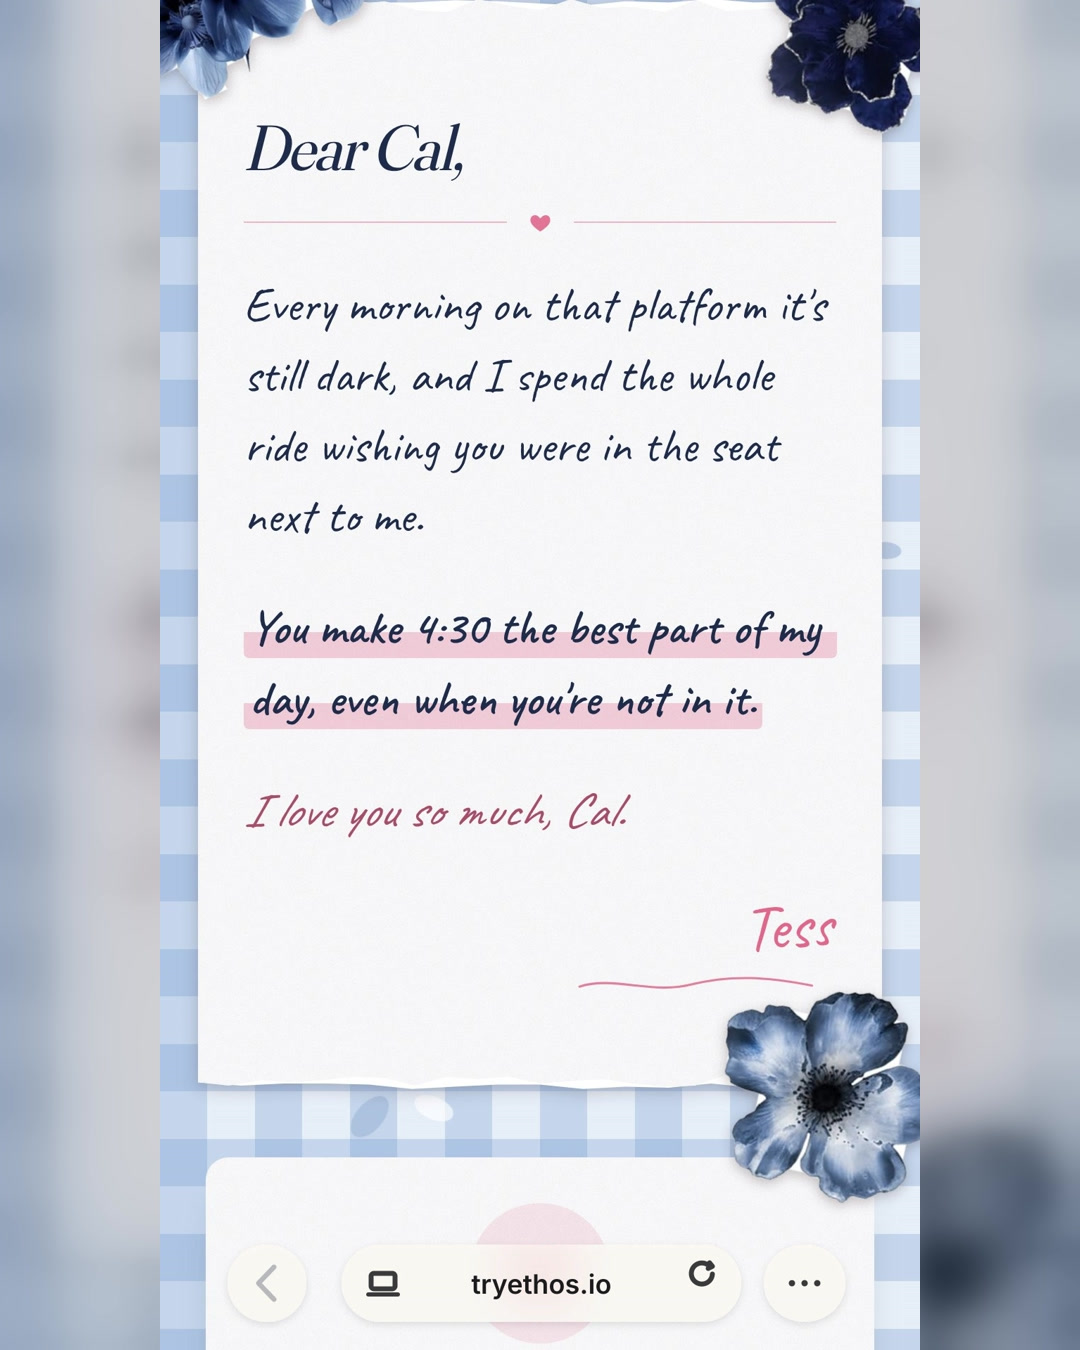 Dear Cal,
Every morning on that platform it's
still dark, and I spend the whole
ride wishing you were in the seat
next to me.
You make 4:30 the best part of my
day, even when you're not in it.
I love you so much, Cal.
Tess
tryethos.io